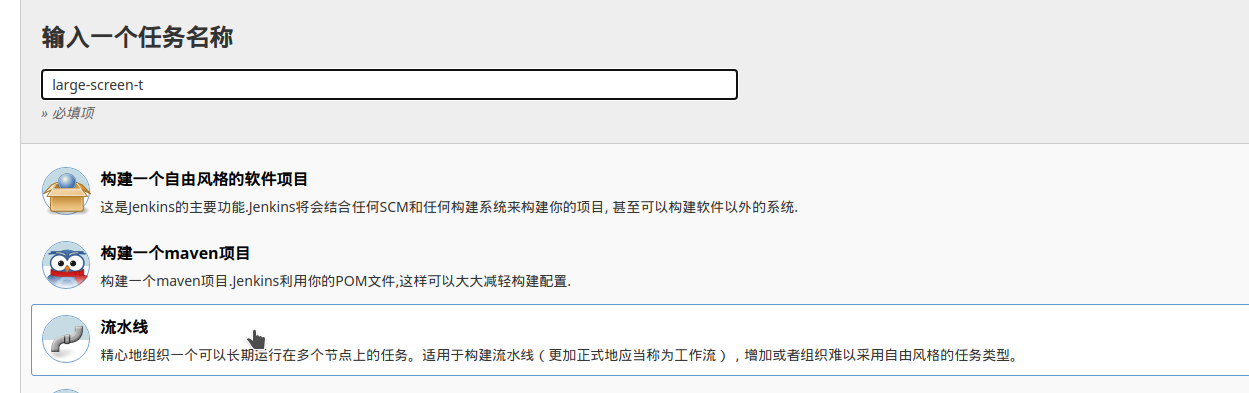 输入一个任务名称
large-screen-t
» 必填项
构建一个自由风格的软件项目
这是Jenkins的主要功能.Jenkins将会结合任何SCM和任何构建系统来构建你的项目, 甚至可以构建软件以外的系统.
构建一个maven项目
构建一个maven项目.Jenkins利用你的POM文件,这样可以大大减轻构建配置.
流水线
精心地组织一个可以长期运行在多个节点上的任务。适用于构建流水线（更加正式地应当称为工作流），增加或者组织难以采用自由风格的任务类型。